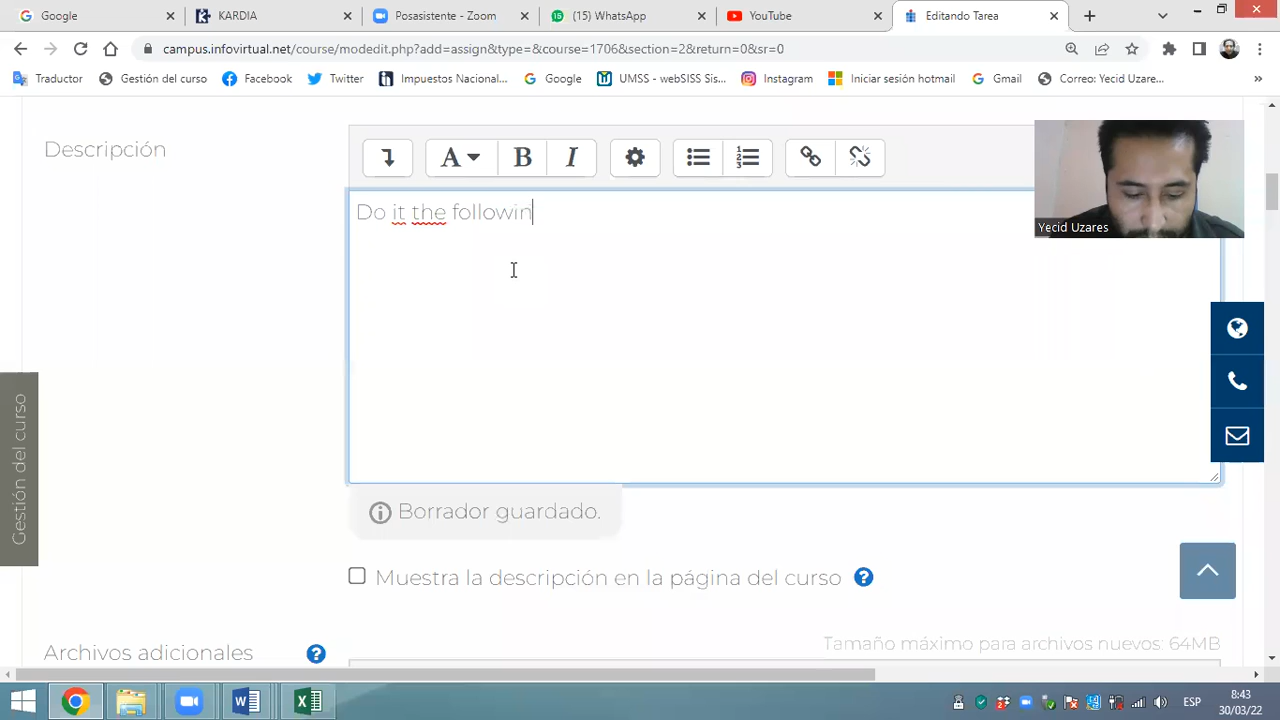 Google
KARDIA
Posasistente - Zoom
(15) WhatsApp
YouTube
Editando Tarea
campus.infovirtual.net/course/modedit.php?add=assign&type=&course=1706&section=2&return=0&sr=0
Traductor
Gestión del curso
Facebook
Twitter
Impuestos Nacional...
Google
UMSS - webSISS Sis...
Instagram
Iniciar sesión hotmail
Gmail
Correo: Yecid Uzare...
»
Descripción
Do it the followin
Yecid Uzares
Gestión del curso
Borrador guardado.
Muestra la descripción en la página del curso
Tamaño máximo para archivos nuevos: 64MB
Archivos adicionales
ESP
8:43
30/03/22